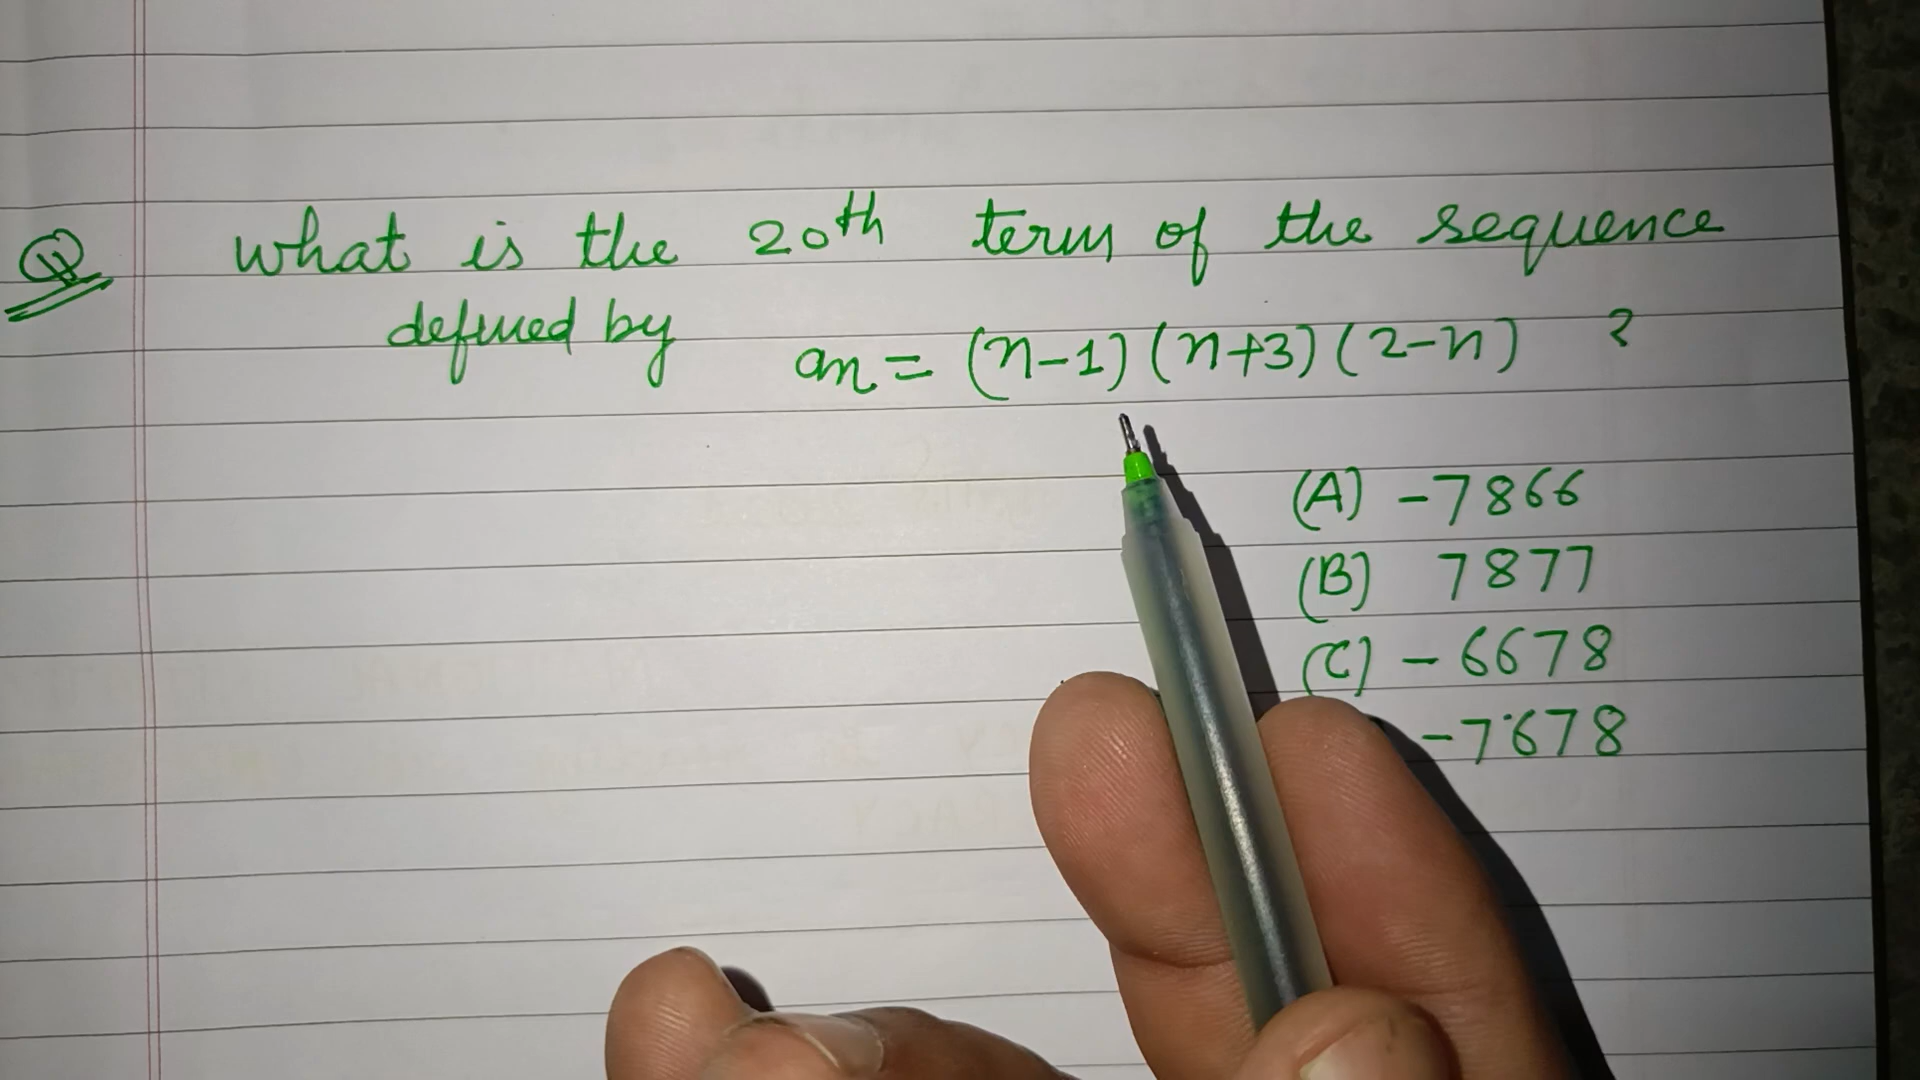 Q What is the 20th term of the sequence
defined by an = (n-1) (n+3) (2-n) ?
(A) -7866
(B) 7877
(C) -6678
-7678